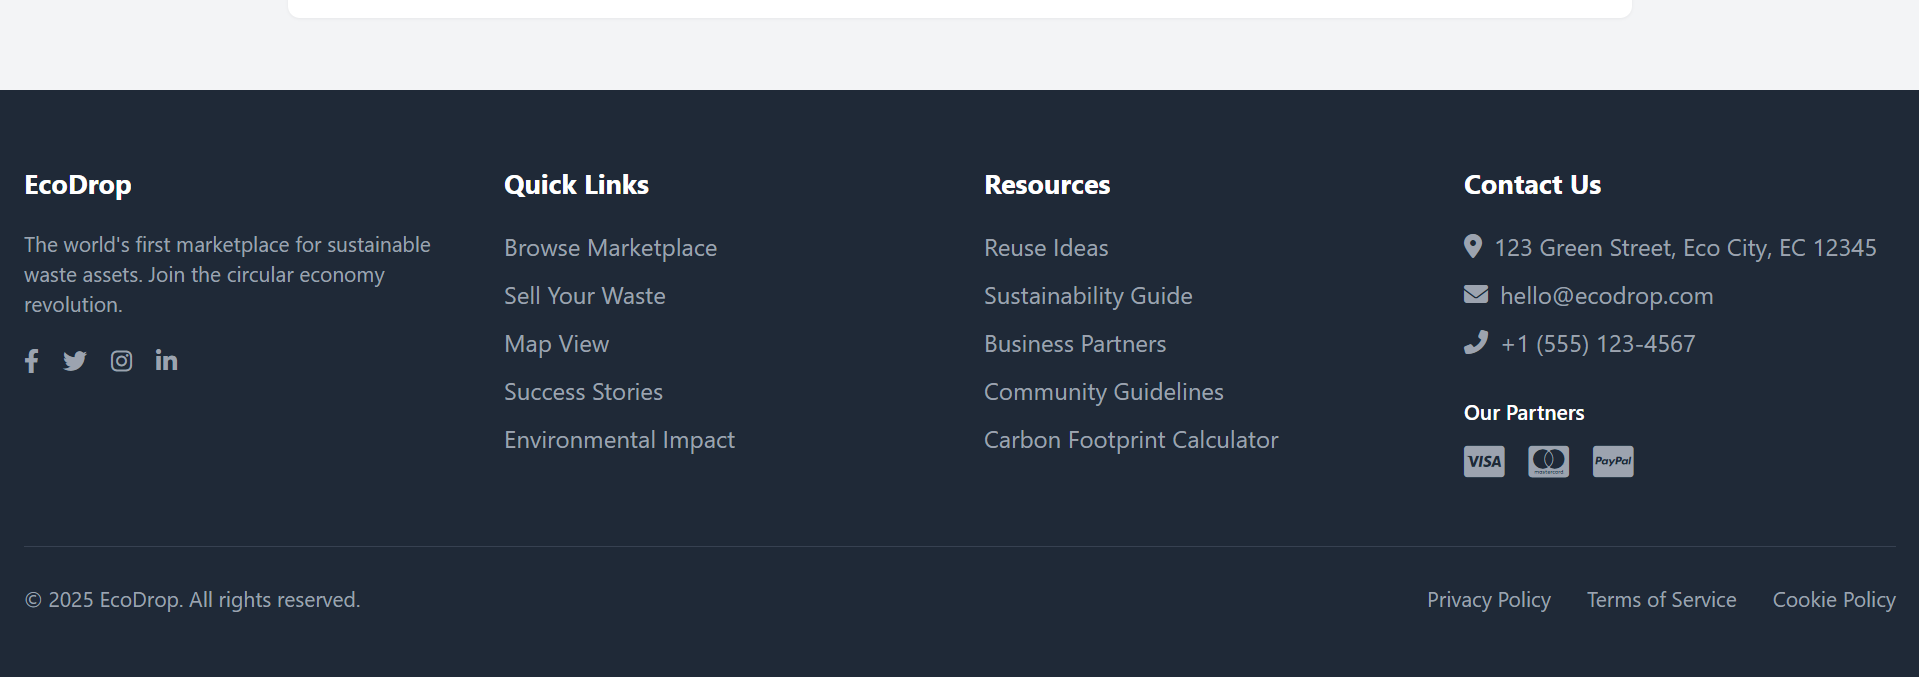 EcoDrop
The world's first marketplace for sustainable
waste assets. Join the circular economy
revolution.
Quick Links
Browse Marketplace
Sell Your Waste
Map View
Success Stories
Environmental Impact
Resources
Reuse Ideas
Sustainability Guide
Business Partners
Community Guidelines
Carbon Footprint Calculator
Contact Us
123 Green Street, Eco City, EC 12345
hello@ecodrop.com
+1 (555) 123-4567
Our Partners
VISA mastercard PayPal
© 2025 EcoDrop. All rights reserved.
Privacy Policy Terms of Service Cookie Policy